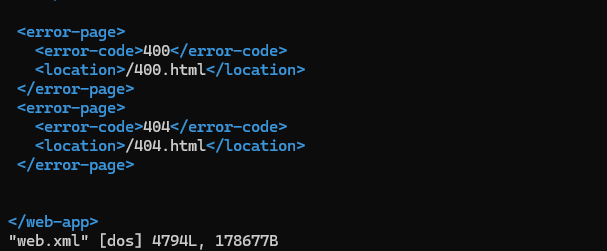 <error-page>
<error-code>400</error-code>
<location>/400.html</location>
</error-page>
<error-page>
<error-code>404</error-code>
<location>/404.html</location>
</error-page>
</web-app>
"web.xml" [dos] 4794L, 178677B